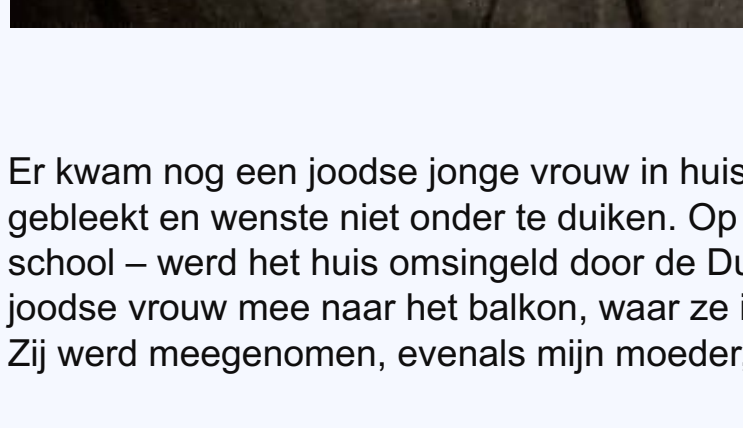 Er kwam nog een joodse jonge vrouw in huis
gebleekt en wenste niet onder te duiken. Op
school – werd het huis omsingeld door de
joodse vrouw mee naar het balkon, waar ze
Zij werd meegenomen, evenals mijn moeder,